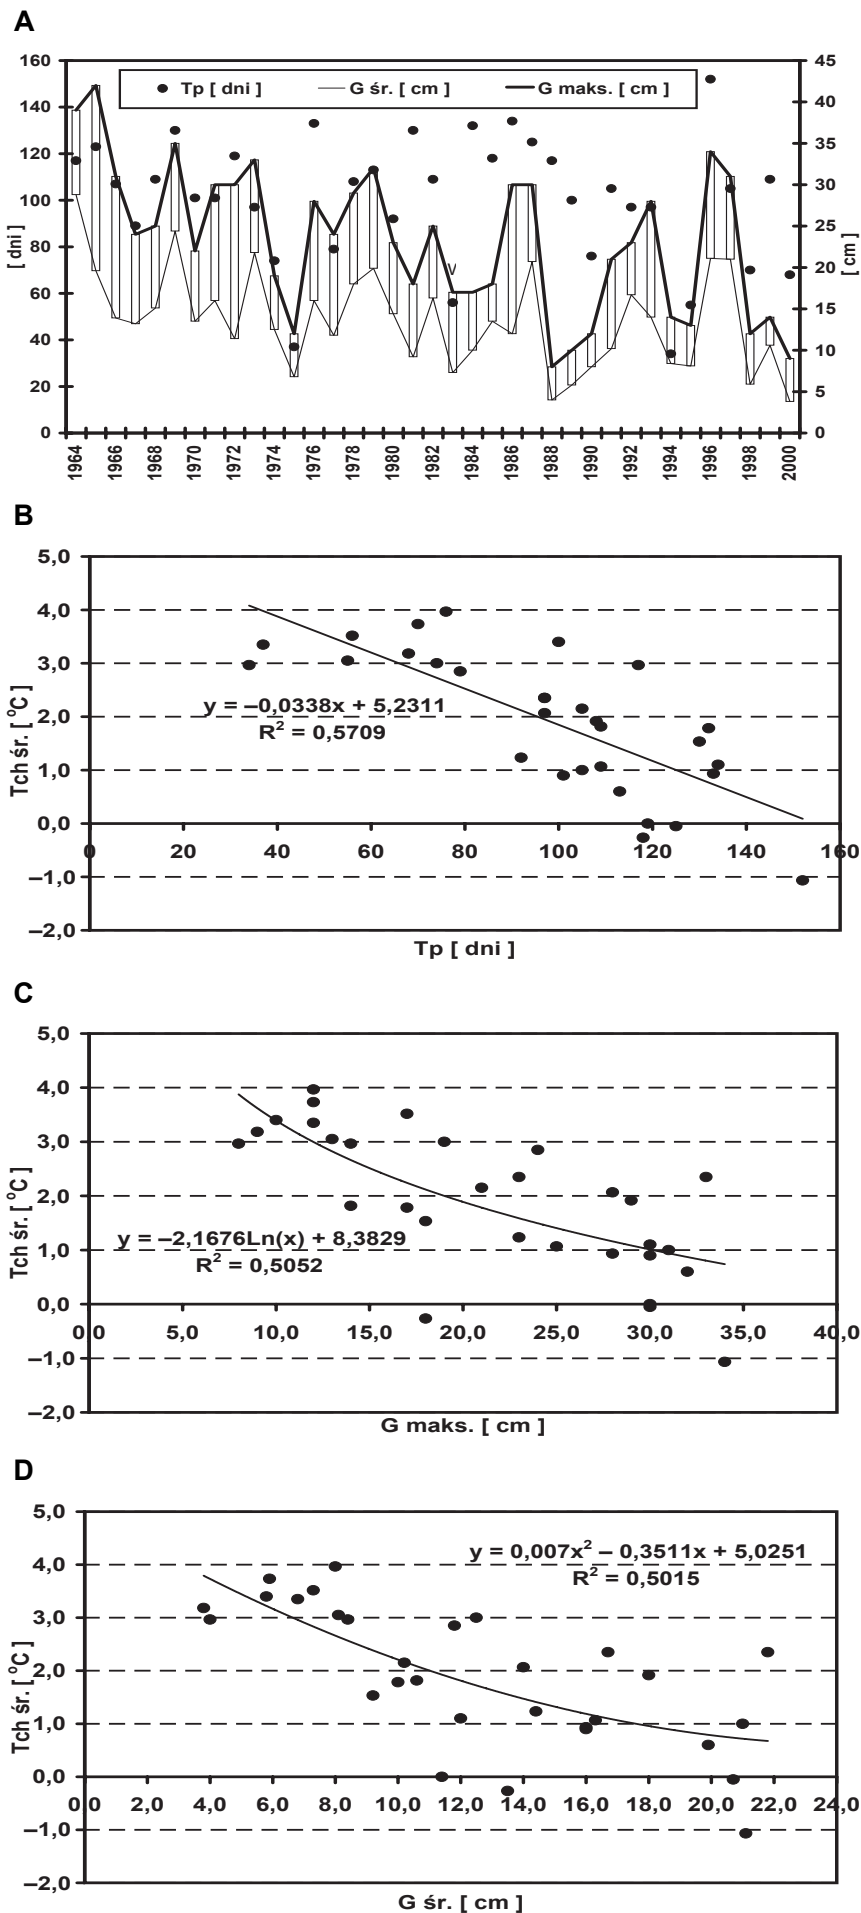 A
160
140
120
100
80
60
40
20
0
[ dni ]
Tp [ dni ]
G śr. [ cm ]
G maks. [ cm ]
45
40
35
30
25
20
15
10
5
0
[ cm ]
v
1964 1966 1968 1970 1972 1974 1976 1978 1980 1982 1984 1986 1988 1990 1992 1994 1996 1998 2000
B
5,0
4,0
3,0
2,0
1,0
0,0
–1,0
–2,0
Tch śr. [ °C ]
y = –0,0338x + 5,2311
R² = 0,5709
0 20 40 60 80 100 120 140 160
Tp [ dni ]
C
5,0
4,0
3,0
2,0
1,0
0,0
–1,0
–2,0
Tch śr. [ °C ]
y = –2,1676Ln(x) + 8,3829
R² = 0,5052
0,0 5,0 10,0 15,0 20,0 25,0 30,0 35,0 40,0
G maks. [ cm ]
D
5,0
4,0
3,0
2,0
1,0
0,0
–1,0
–2,0
Tch śr. [ °C ]
y = 0,007x² – 0,3511x + 5,0251
R² = 0,5015
0,0 2,0 4,0 6,0 8,0 10,0 12,0 14,0 16,0 18,0 20,0 22,0 24,0
G śr. [ cm ]